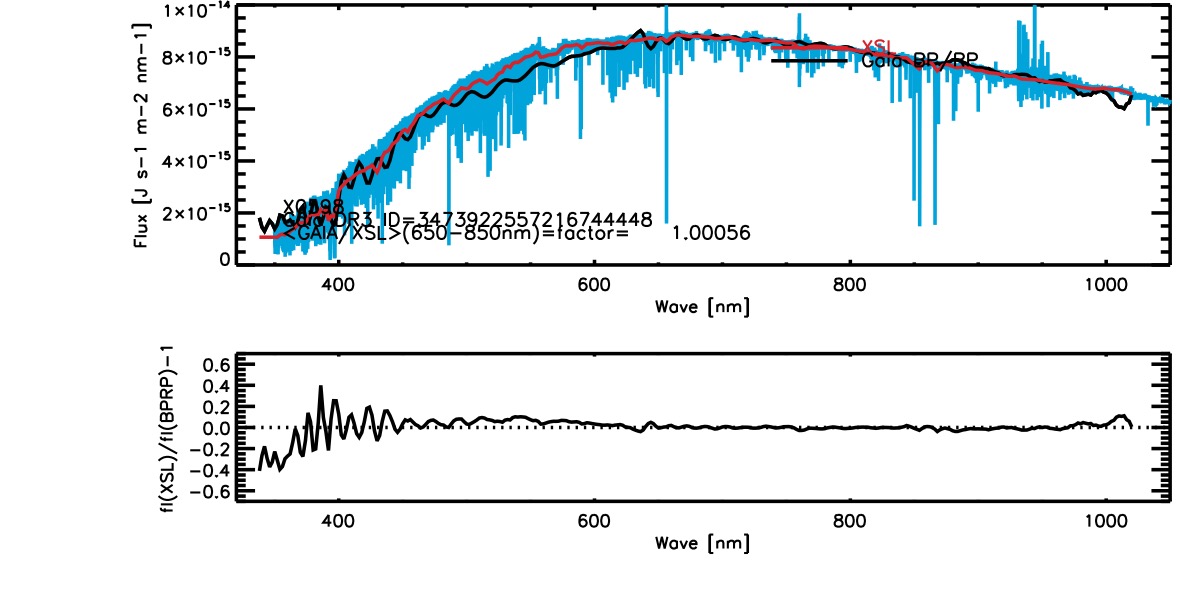 1×10−14
8×10−15
6×10−15
4×10−15
2×10−15
0
Flux [J s−1 m−2 nm−1]
XSL
Gaia BP/RP
DR3 ID=3473922557216744448
<GAIA/XSL>(650−850nm)=factor= 1.00056
400 600 800 1000
Wave [nm]
0.6
0.4
0.2
0.0
−0.2
−0.4
−0.6
fl(XSL)/fl(BPRP)−1
400 600 800 1000
Wave [nm]